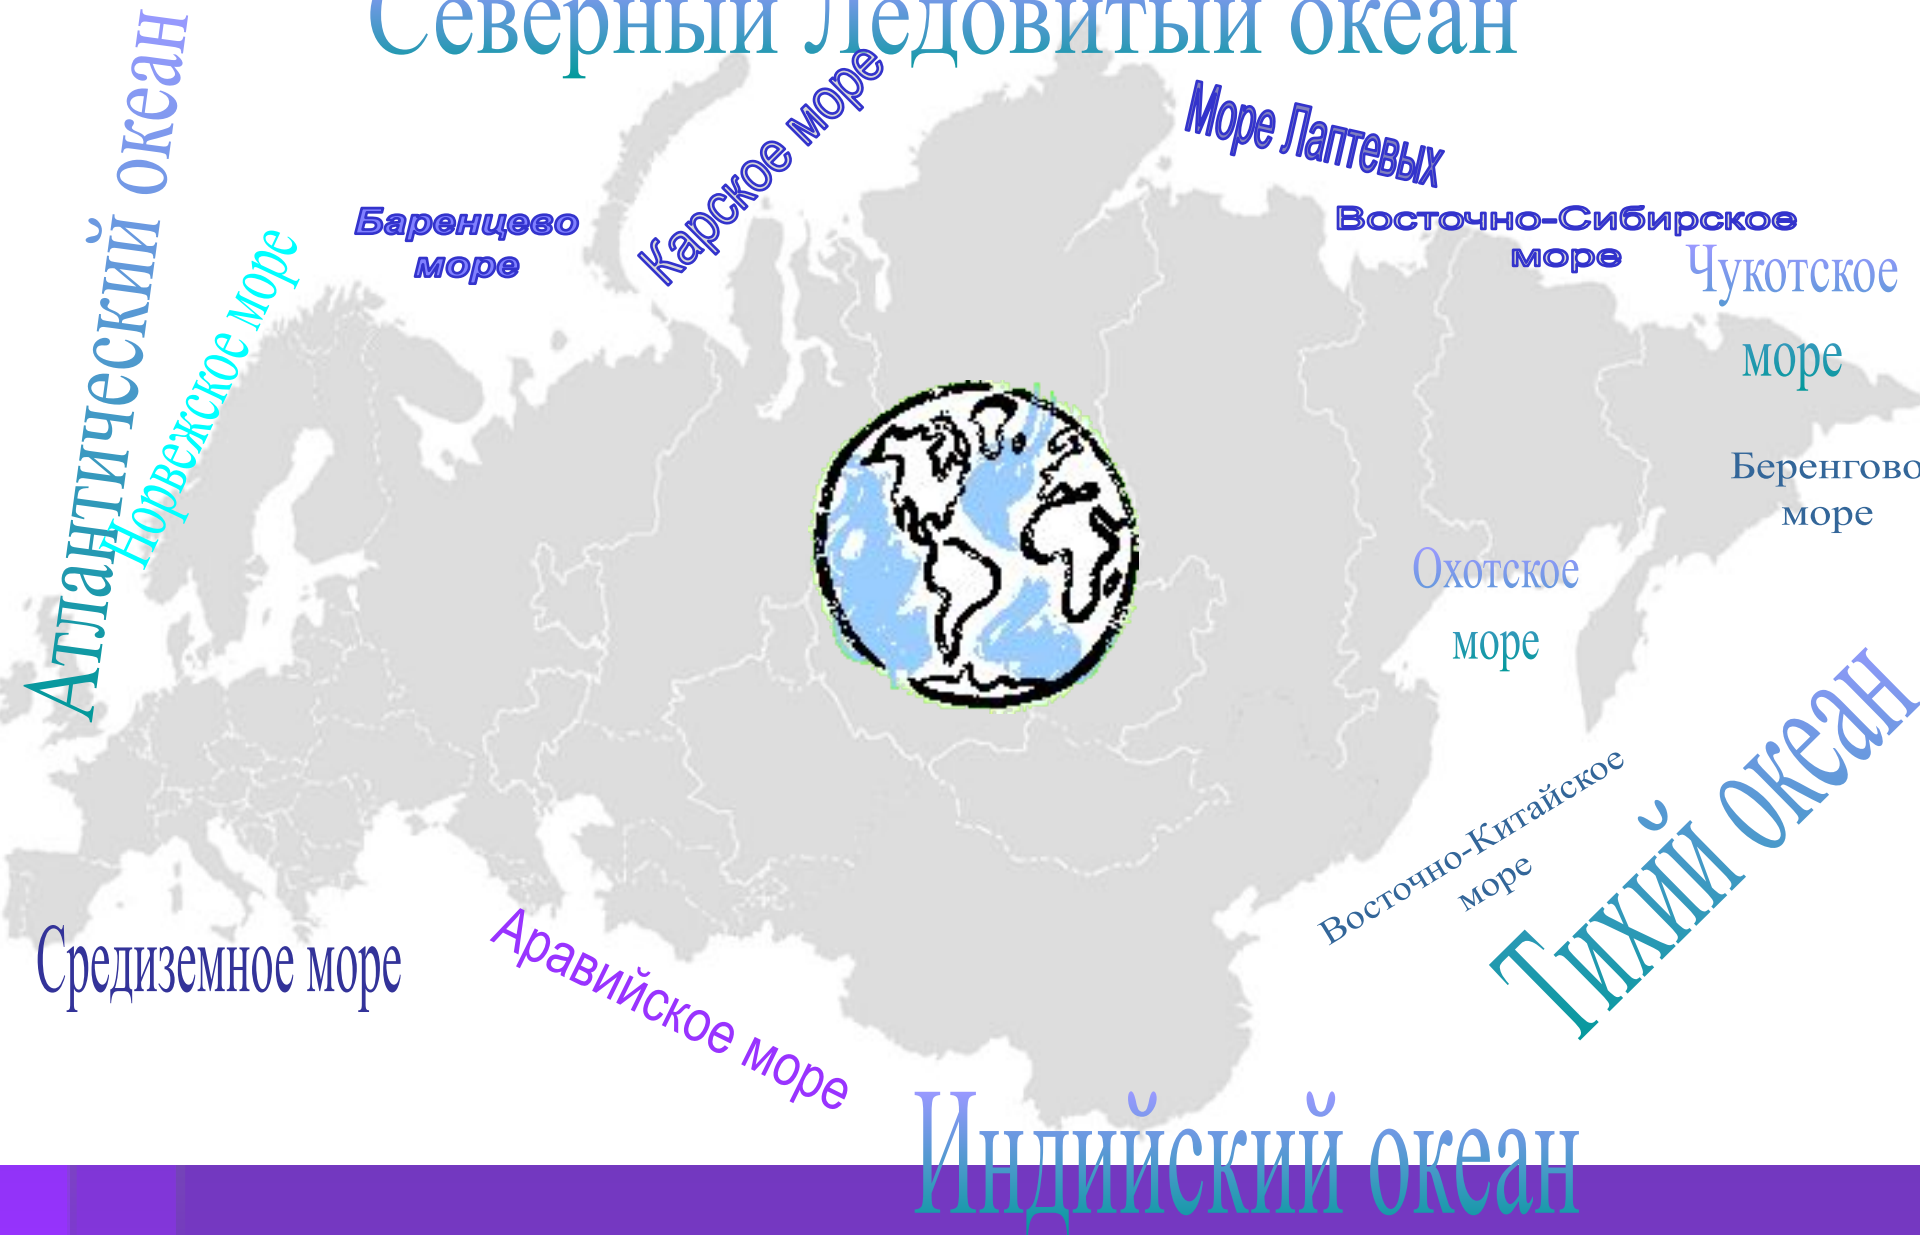 Северный Ледовитый океан
Атлантический океан
Норвежское море
Баренцево
море
Карское море
Море Лаптевых
Восточно-Сибирское
море
Чукотское
море
Беренгово
море
Охотское
море
Восточно-Китайское
море
Тихий океан
Средиземное море
Аравийское море
Индийский океан